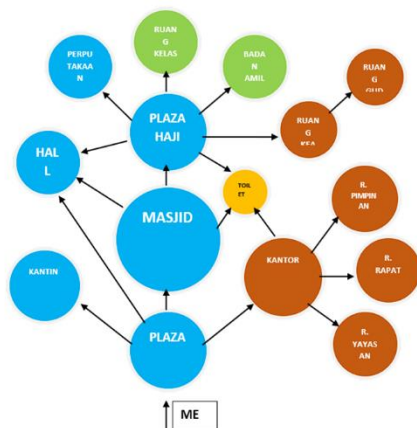 RUAN
G
KELAS
PERPU
TAKAA
N
BADA
N
AMIL
RUAN
G
PLAZA
HAJI
RUAN
G
KEA
HAL
L
TOIL
ET
MASJID
R.
PIMPIN
AN
KANTIN
KANTOR
R.
RAPAT
PLAZA
R.
YAYAS
AN
ME